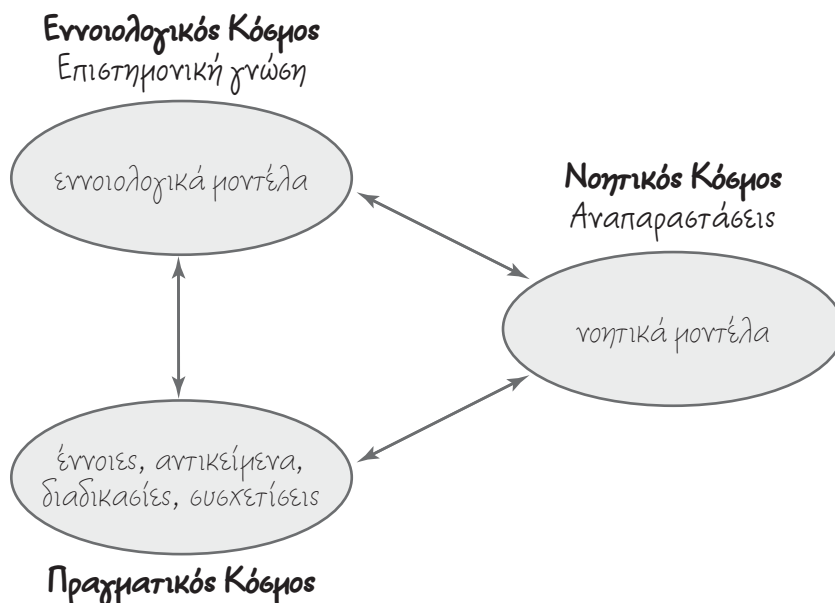 Εννοιολογικός Κόσμος
Επιστημονική γνώση
εννοιολογικά μοντέλα
Νοητικός Κόσμος
Αναπαραστάσεις
νοητικά μοντέλα
έννοιες, αντικείμενα,
διαδικασίες, συσχετίσεις
Πραγματικός Κόσμος